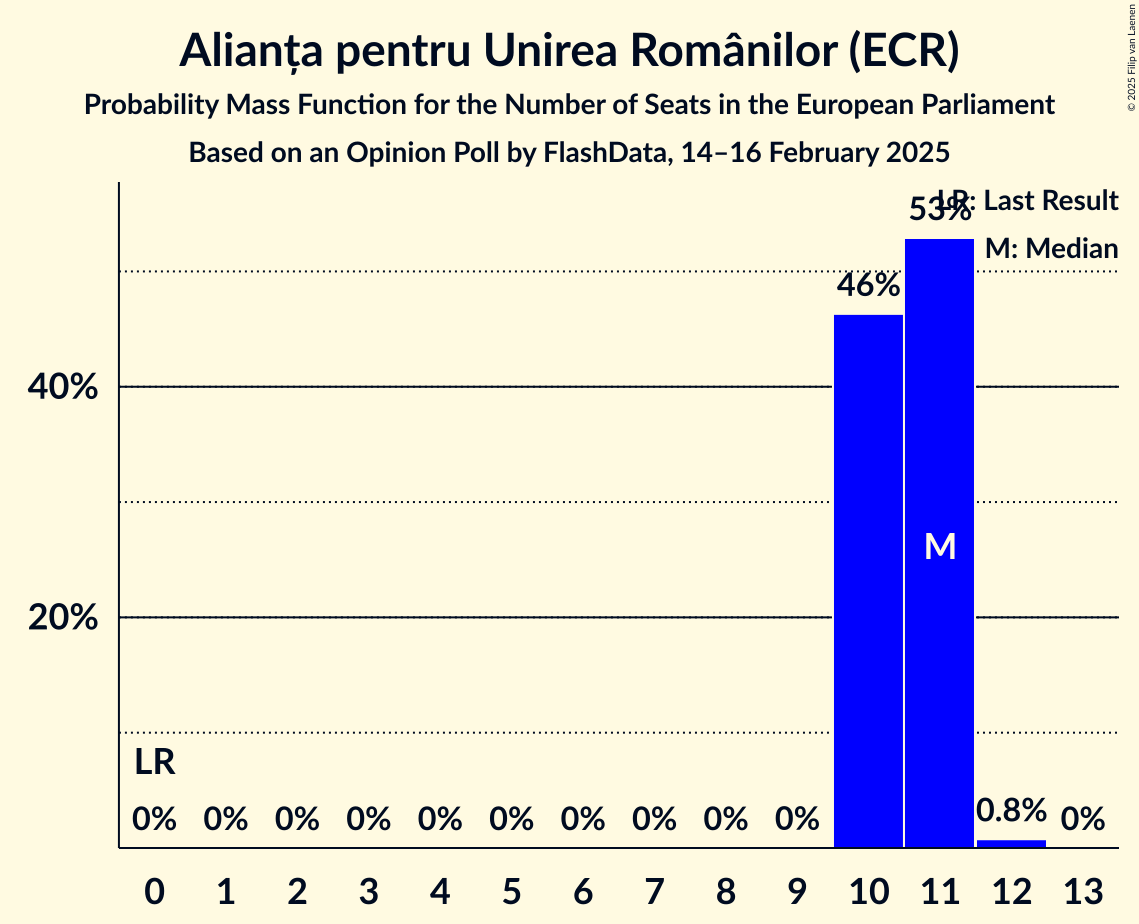 Alianța pentru Unirea Românilor (ECR)
Probability Mass Function for the Number of Seats in the European Parliament
Based on an Opinion Poll by FlashData, 14–16 February 2025
© 2025 Filip van Laenen
LR: Last Result
M: Median
53%
46%
40%
M
20%
LR
0% 0% 0% 0% 0% 0% 0% 0% 0% 0% 0.8% 0%
0 1 2 3 4 5 6 7 8 9 10 11 12 13